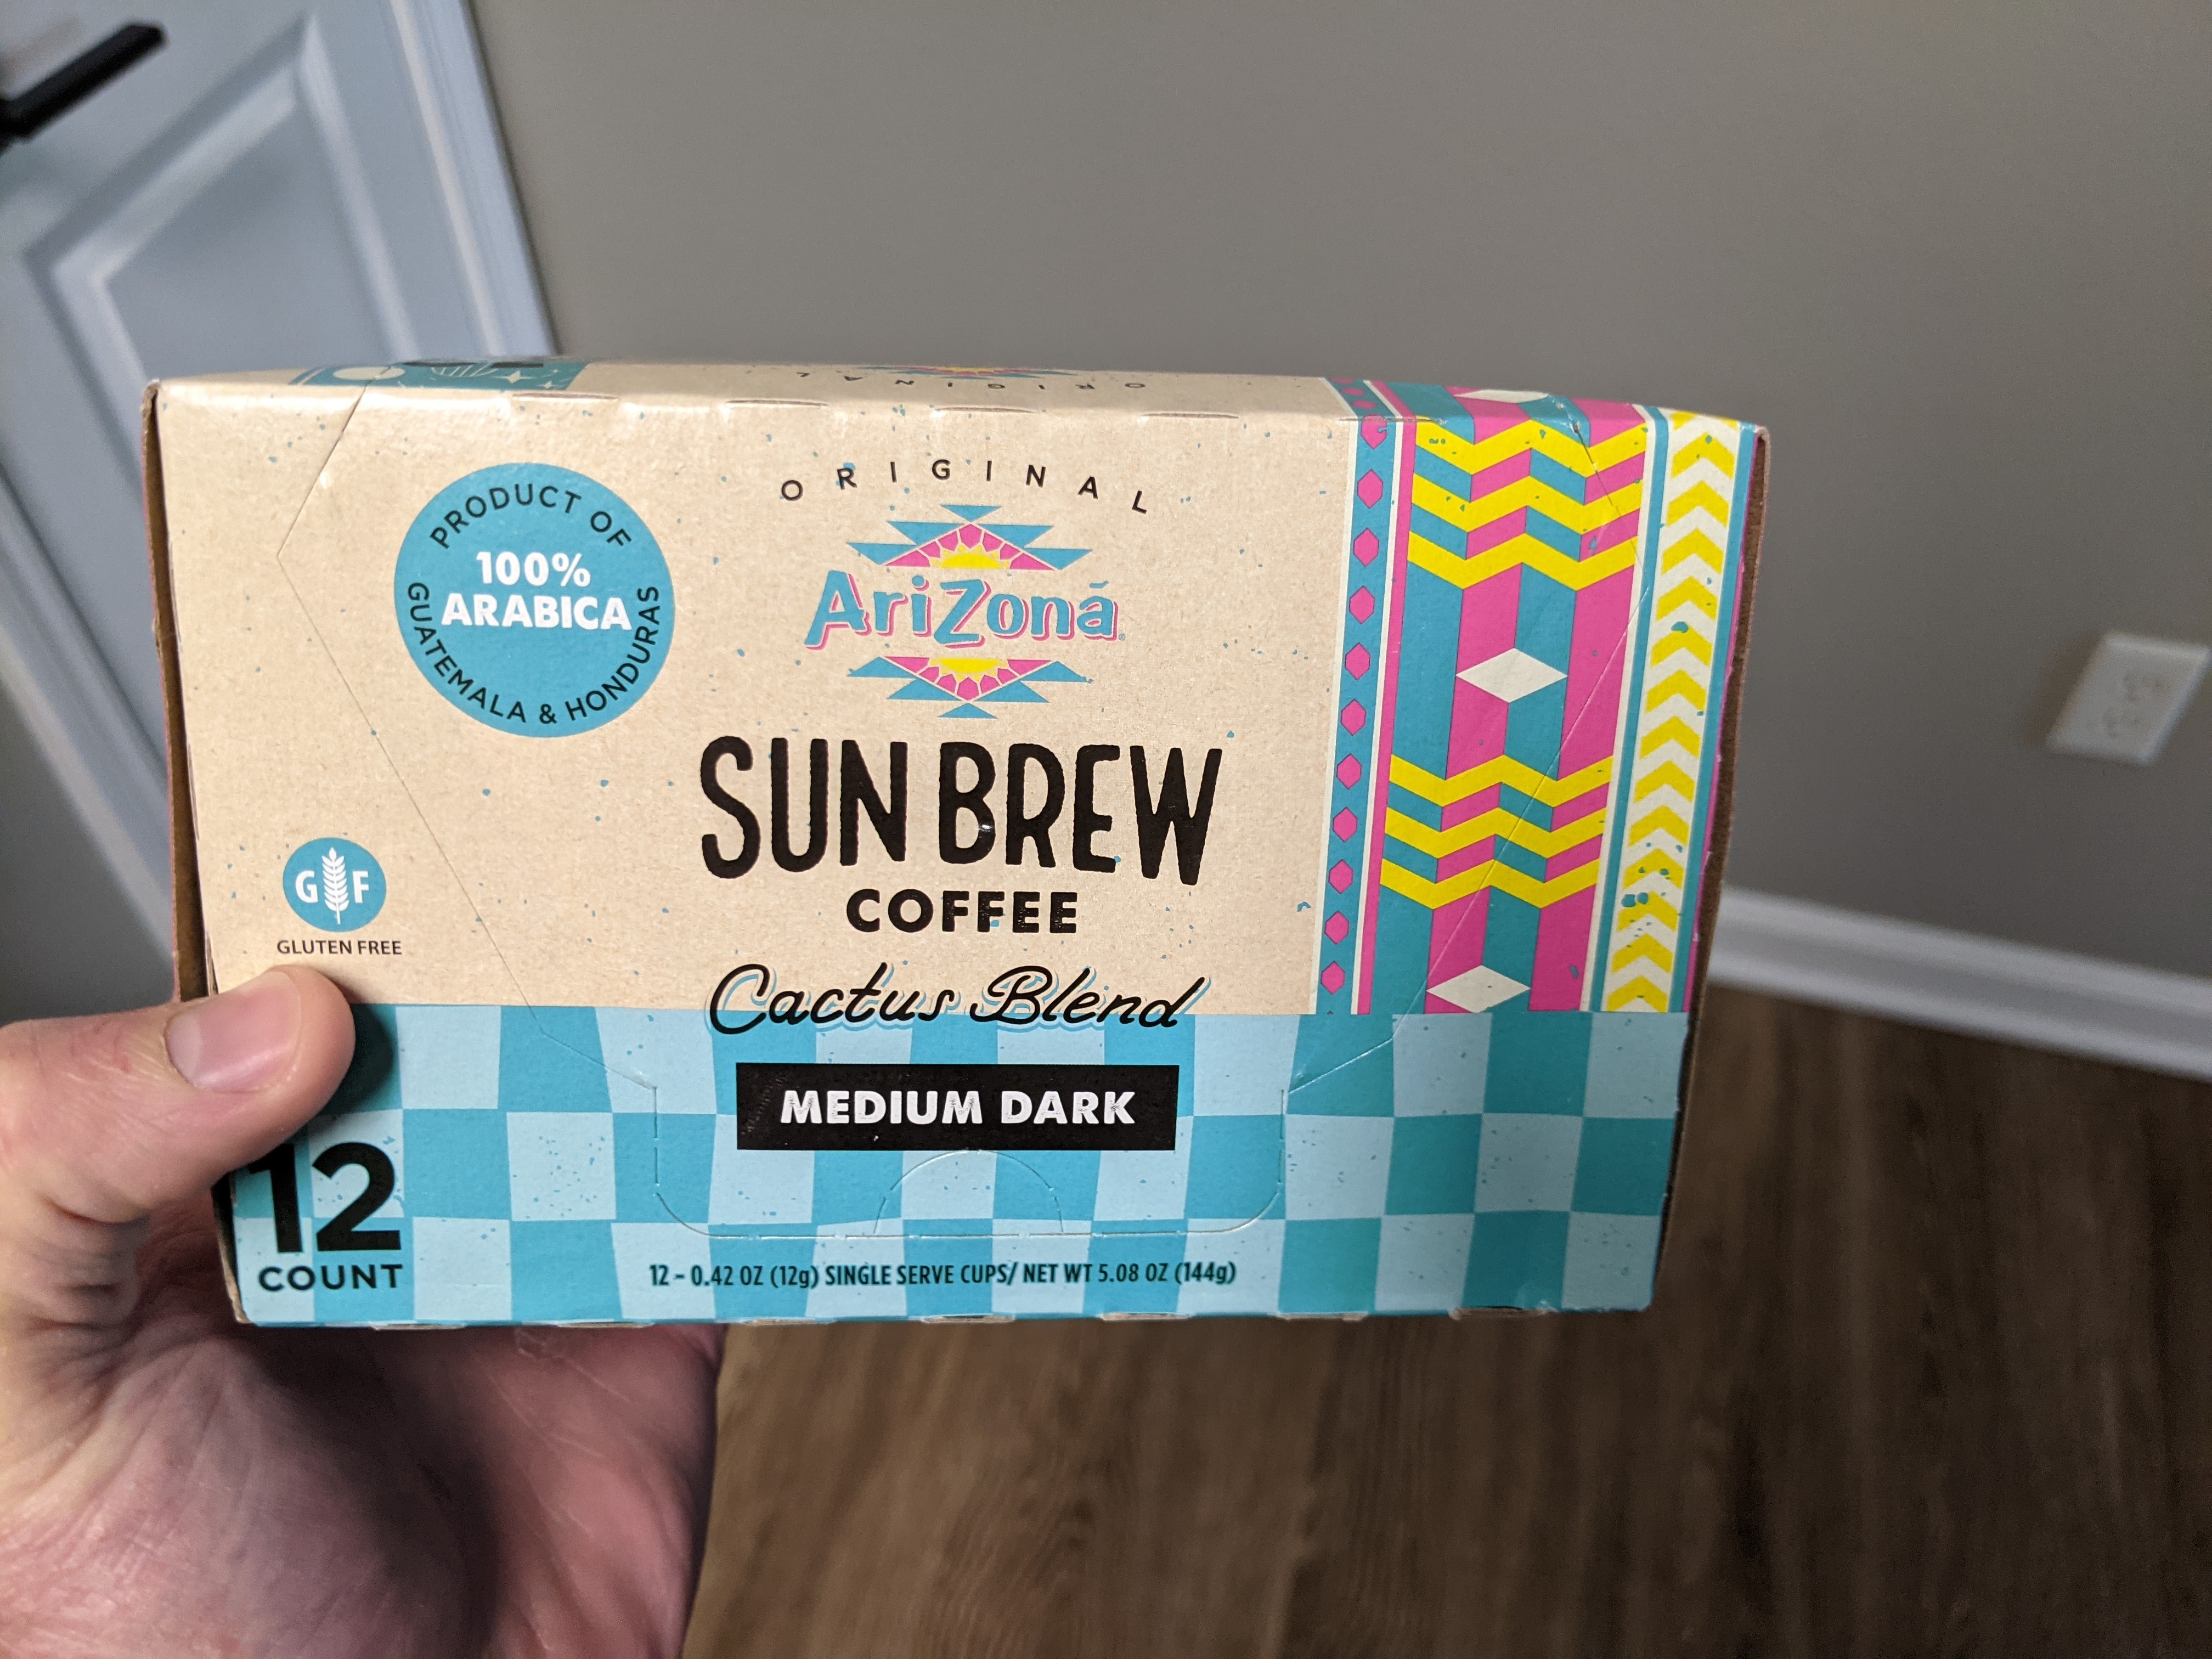 ORIGINAL
PRODUCT OF
100%
ARABICA
GUATEMALA & HONDURAS
ORIGINAL
AriZona
SUN BREW
COFFEE
Cactus Blend
MEDIUM DARK
G F
GLUTEN FREE
12
COUNT
12 - 0.42 OZ (12g) SINGLE SERVE CUPS/ NET WT 5.08 OZ (144g)